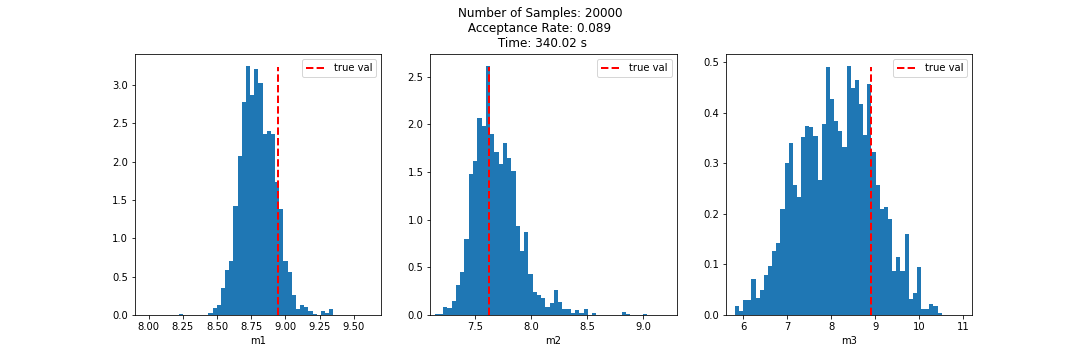 Number of Samples: 20000
Acceptance Rate: 0.089
Time: 340.02 s
true val
3.0
2.5
2.0
1.5
1.0
0.5
0.0
8.00 8.25 8.50 8.75 9.00 9.25 9.50
m1
true val
2.5
2.0
1.5
1.0
0.5
0.0
7.5 8.0 8.5 9.0
m2
true val
0.5
0.4
0.3
0.2
0.1
0.0
6 7 8 9 10 11
m3